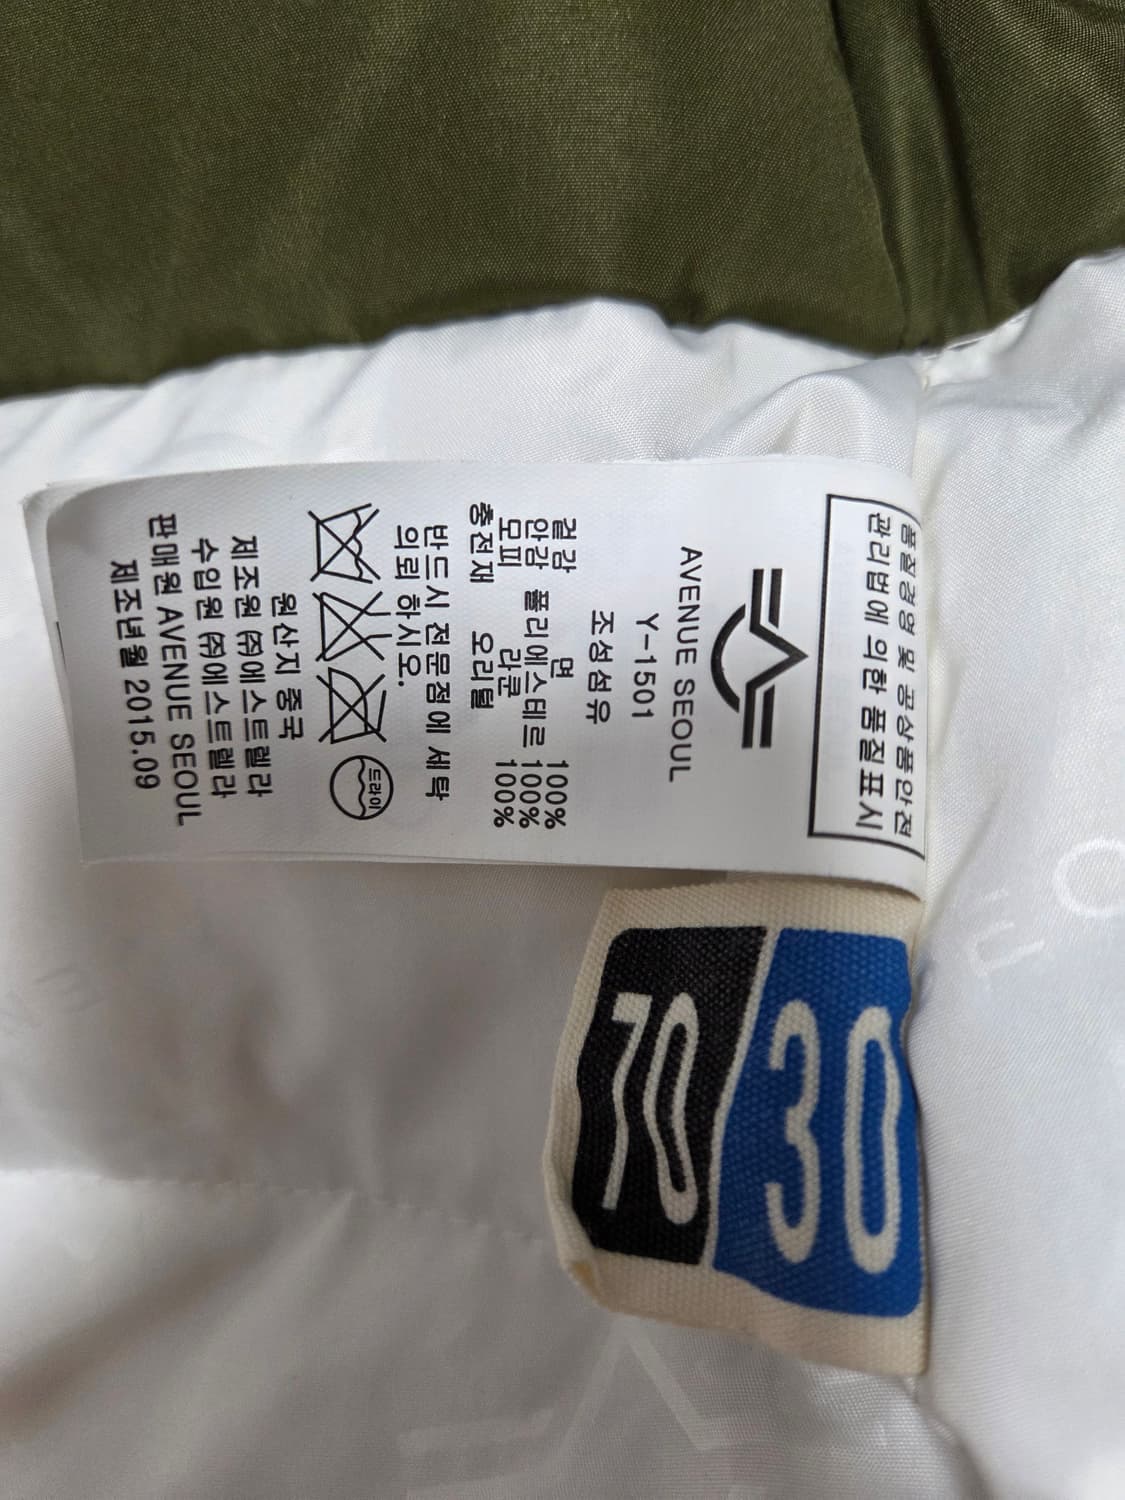 품질경영 및 공상품안전
관리법에 의한 품질표시
AVENUE SEOUL
Y-1501
조성섬유
겉감 면 100%
안감 폴리에스테르 100%
모피 라쿤 100%
충전재 오리털
반드시 전문점에 세탁
의뢰 하시오.
드라이
원산지 중국
제조원 ㈜에스트렐라
수입원 ㈜에스트렐라
판매원 AVENUE SEOUL
제조년월 2015.09
30
70